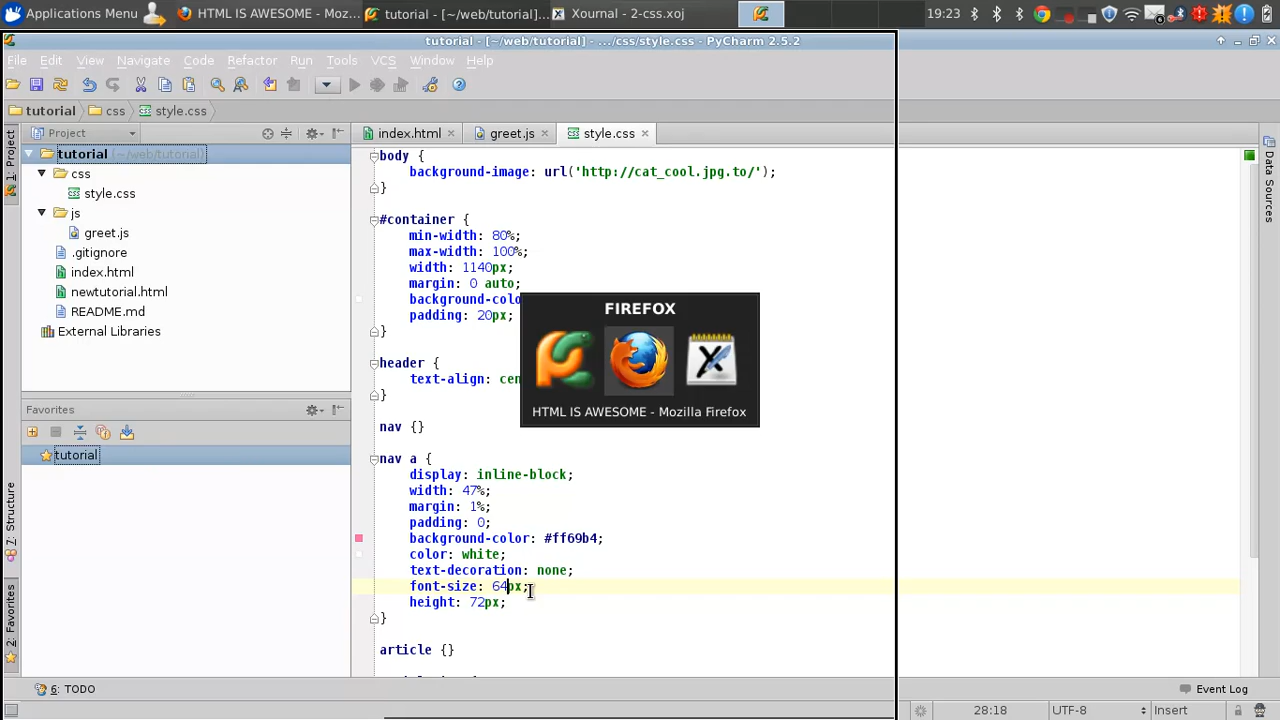 Applications Menu
HTML IS AWESOME - Moz...
tutorial - [~/web/tutorial]...
Xournal - 2-css.xoj
19:23
tutorial - [~/web/tutorial] - .../css/style.css - PyCharm 2.5.2
File Edit View Navigate Code Refactor Run Tools VCS Window Help
tutorial css style.css
1: Project
Project
index.html
greet.js
style.css
tutorial (~/web/tutorial)
css
style.css
js
greet.js
.gitignore
index.html
newtutorial.html
README.md
External Libraries
Favorites
tutorial
7: Structure
2: Favorites
body {
background-image: url('http://cat_cool.jpg.to/');
}
#container {
min-width: 80%;
max-width: 100%;
width: 1140px;
margin: 0 auto;
background-colo
padding: 20px;
}
header {
text-align: cen
}
nav {}
nav a {
display: inline-block;
width: 47%;
margin: 1%;
padding: 0;
background-color: #ff69b4;
color: white;
text-decoration: none;
font-size: 64px;
height: 72px;
}
article {}
FIREFOX
HTML IS AWESOME - Mozilla Firefox
Data Sources
6: TODO
Event Log
28:18
UTF-8
Insert